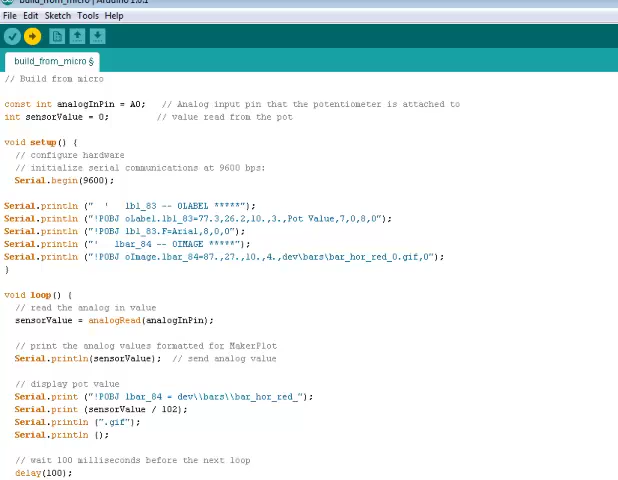 build_from_micro | Arduino 1.0.1
File Edit Sketch Tools Help
build_from_micro §
// Build from micro
const int analogInPin = A0;   // Analog input pin that the potentiometer is attached to
int sensorValue = 0;         // value read from the pot
void setup() {
// configure hardware
// initialize serial communications at 9600 bps:
Serial.begin(9600);
Serial.println ("  '   lbl_83 -- OLABEL *****");
Serial.println ("!POBJ oLabel.lbl_83=77.3,26.2,10.,3.,Pot Value,7,0,8,0");
Serial.println ("!POBJ lbl_83.F=Arial,8,0,0");
Serial.println ("'   lbar_84 -- OIMAGE *****");
Serial.println ("!POBJ oImage.lbar_84=87.,27.,10.,4.,dev\bars\bar_hor_red_0.gif,0");
}
void loop() {
// read the analog in value
sensorValue = analogRead(analogInPin);
// print the analog values formatted for MakerPlot
Serial.println(sensorValue);  // send analog value
// display pot value
Serial.print ("!POBJ lbar_84 = dev\\bars\\bar_hor_red_");
Serial.print (sensorValue / 102);
Serial.println (".gif");
Serial.println ();
// wait 100 milliseconds before the next loop
delay(100);